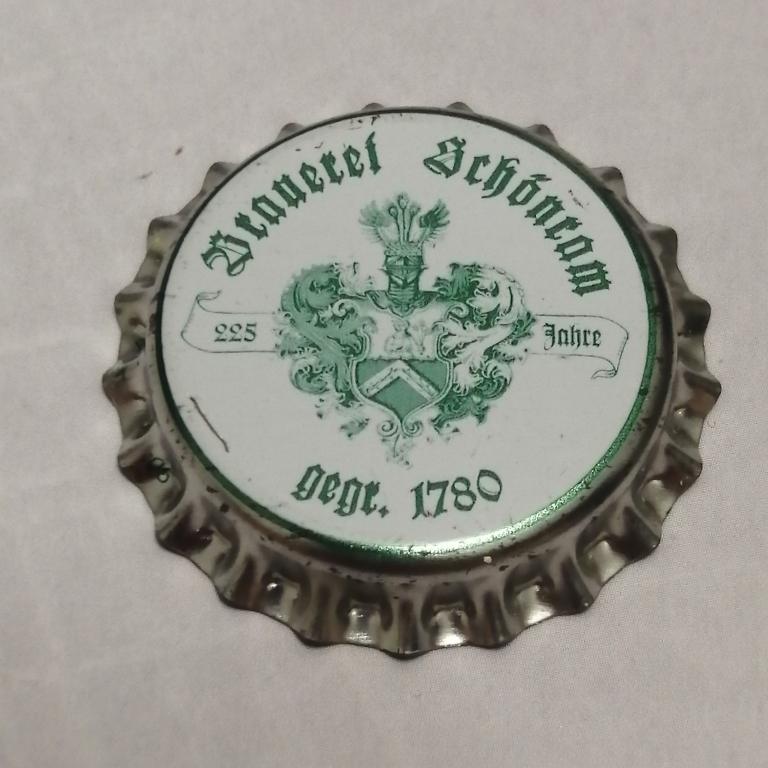 Brauerei Schönram
225 Jahre
gegr. 1780